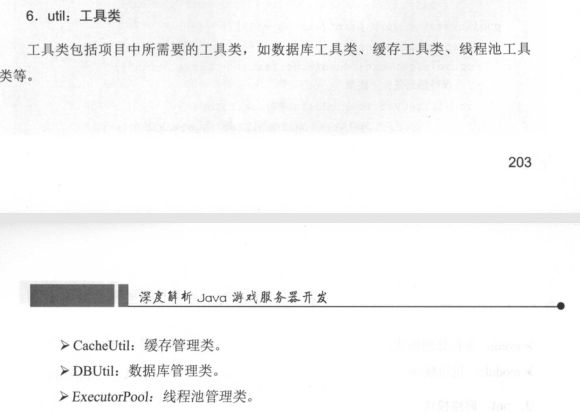 6．util：工具类
工具类包括项目中所需要的工具类，如数据库工具类、缓存工具类、线程池工具
类等。
203
深度解析 Java 游戏服务器开发
➢CacheUtil：缓存管理类。
➢DBUtil：数据库管理类。
➢ExecutorPool：线程池管理类。